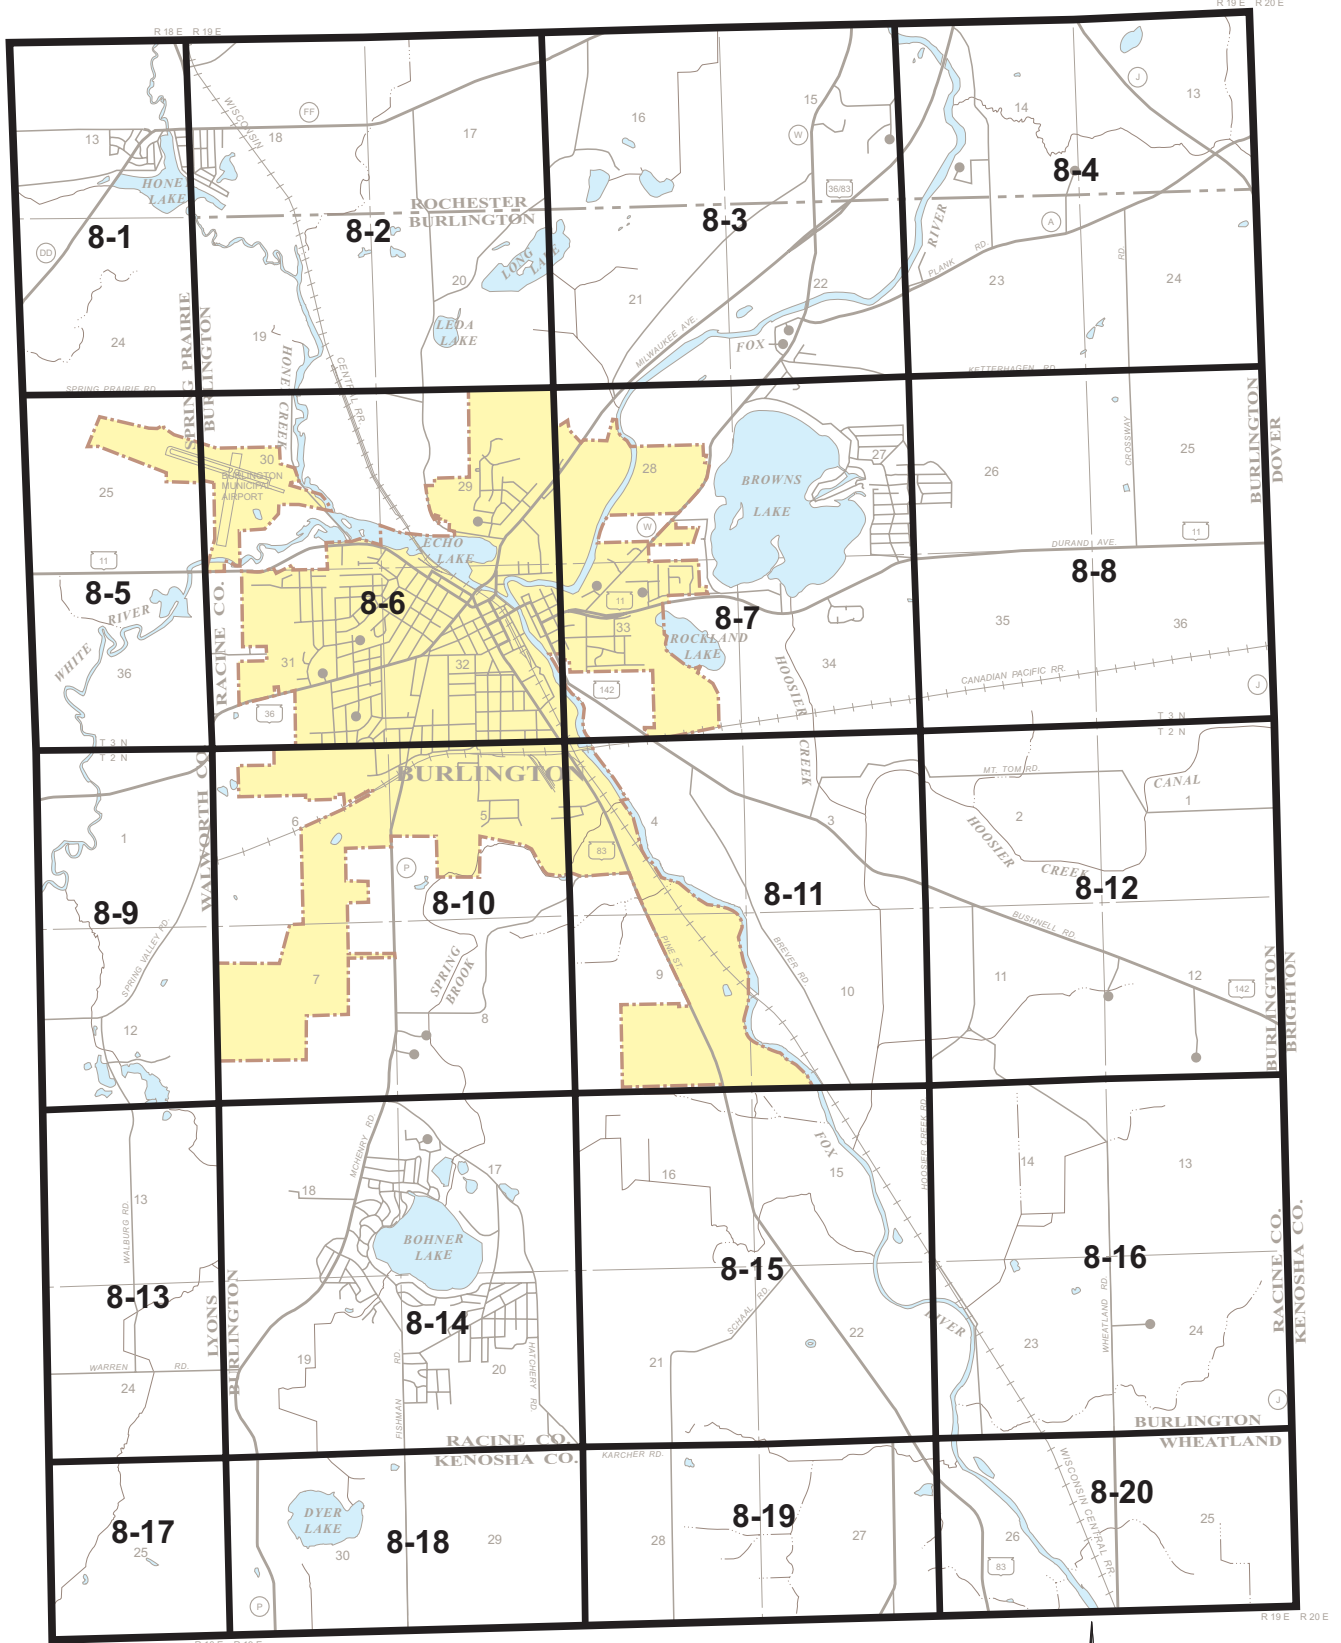 R 19 E R 20 E
R 18 E R 19 E
WISCONSIN
FF
18
17
16
15
W
14
J
13
13
HONE
LAKE
36/83
8-4
ROCHESTER
BURLINGTON
8-1
8-2
8-3
A
RIVER
PLANK RD
RD.
DD
LONG
LAKE
20
21
22
23
24
LEDA
LAKE
MILWAUKEE AVE.
FOX
24
19
SPRING PRAIRIE
BURLINGTON
HONE CREEK
CENTRAL RR.
SPRING PRAIRIE RD
KETTERHAGEN RD
BURLINGTON
DOVER
CROSSWAY
25
30
BURLINGTON
MUNICIPAL
AIRPORT
29
28
27
BROWNS
LAKE
26
25
W
11
ECHO
LAKE
11
DURAND AVE.
11
8-5
8-6
8-7
8-8
WHITE RIVER
RACINE CO.
36
31
32
33
ROCKLAND
LAKE
34
HOOSIER
35
36
CANADIAN PACIFIC RR.
J
142
36
T 3 N
T 2 N
T 3 N
T 2 N
BURLINGTON
CREEK
MT. TOM RD.
CANAL
WALWORTH CO.
1
6
5
4
3
2
1
HOOSIER
CREEK
83
P
8-9
8-10
8-11
8-12
SPRING VALLEY RD.
SPRING
BROOK
PINE ST.
BREVER RD.
BUSHNELL RD
12
7
8
9
10
11
12
142
BURLINGTON
BRIGHTON
MCHENRY RD.
FOX
HOOSIER CREEK RD
13
WALBURG RD.
18
17
16
15
14
13
BOHNER
LAKE
8-13
8-14
8-15
8-16
RACINE CO.
KENOSHA CO.
LYONS
BURLINGTON
SCHAAL RD.
RIVER
WHEATLAND RD.
WARREN RD.
24
19
FISHMAN RD.
20
HATCHERY RD.
21
22
23
24
J
BURLINGTON
WHEATLAND
RACINE CO.
KENOSHA CO.
KARCHER RD.
WISCONSIN CENTRAL RR.
8-17
8-18
8-19
8-20
DYER
LAKE
25
30
29
28
27
26
25
83
P
R 19 E R 20 E